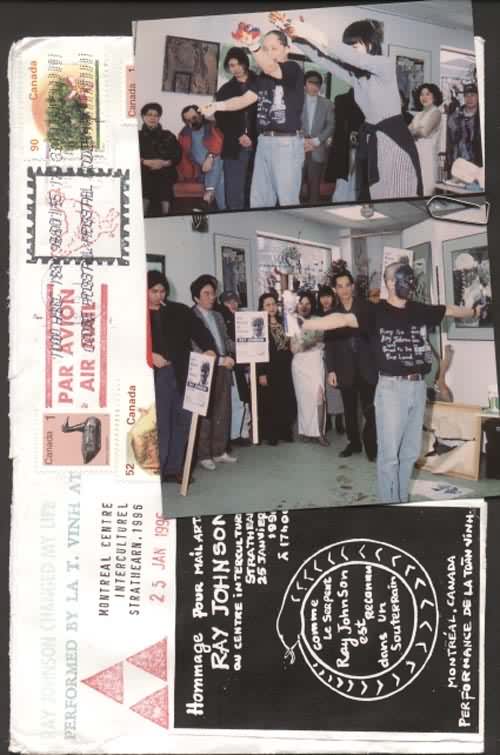 Canada
90
1
PAR AVION
Canada 1
52
Canada
RAY JOHNSON CHANGED MY LIFE
PERFORMED BY LA T. VINH AT
MONTREAL CENTRE
INTERCULTUREL
STRATHEARN, 1996
25 JAN 1996
RAY JOHNSON
Hommage pour MAIL ART
RAY JOHNSON
au CENTRE INTERCULTUREL
STRATHEARN
25 JANVIER
1996
à 17h00
comme
Le Serpent
Ray Johnson
est
Reconnu
dans un
Souterrain
MONTRÉAL, CANADA
PERFORMANCE DE LA TOÀN VINH.